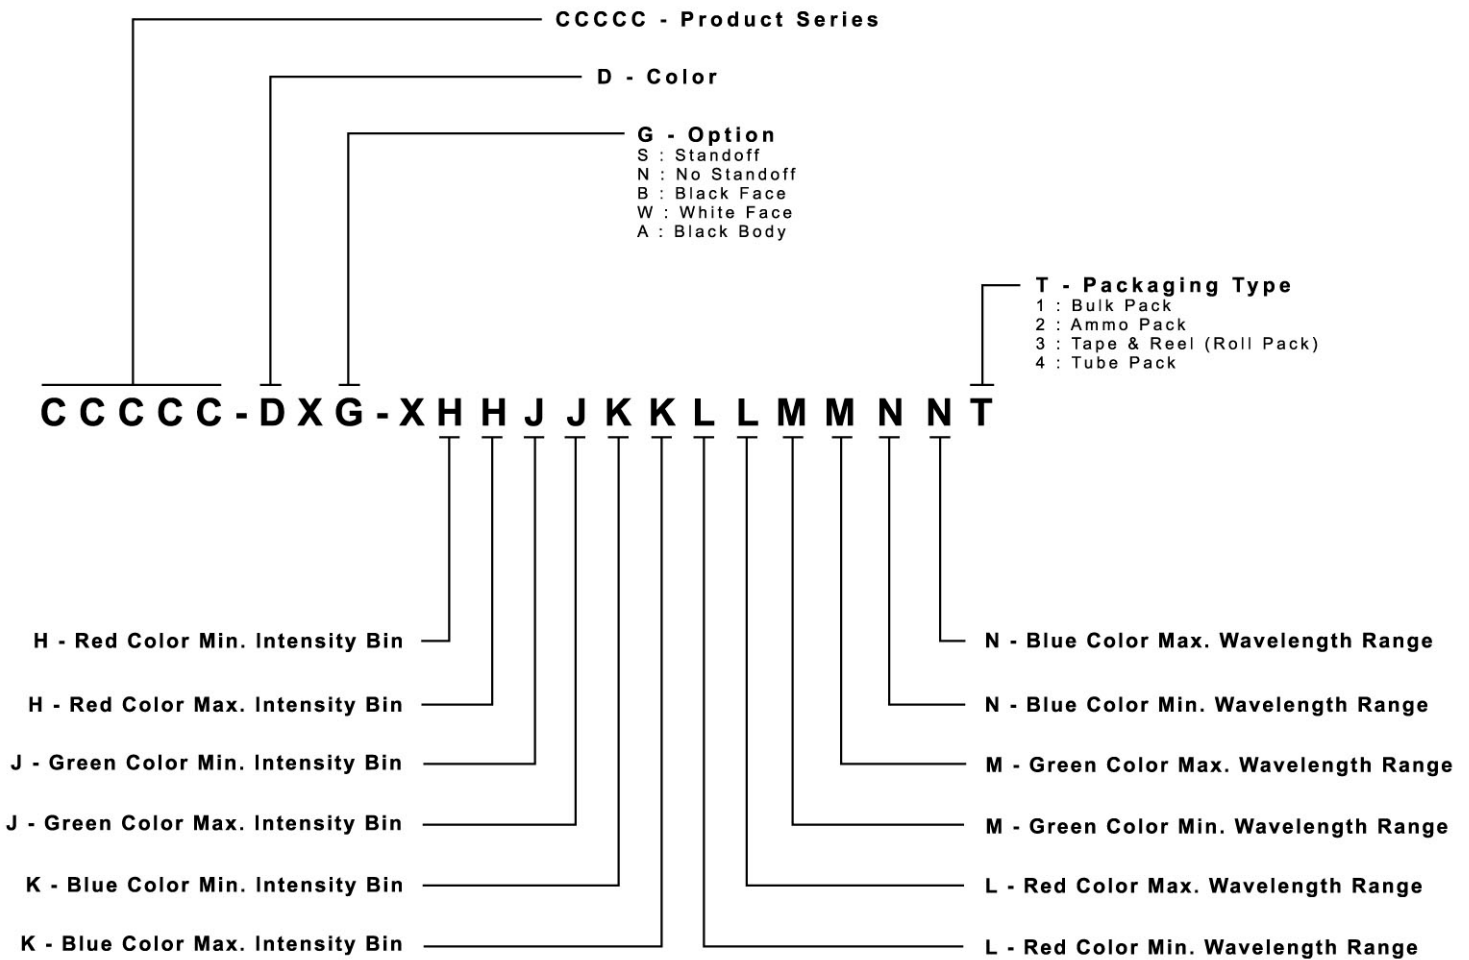 CCCCC - Product Series
D - Color
G - Option
S : Standoff
N : No Standoff
B : Black Face
W : White Face
A : Black Body
T - Packaging Type
1 : Bulk Pack
2 : Ammo Pack
3 : Tape & Reel (Roll Pack)
4 : Tube Pack
C C C C C - D X G - X H H J J K K L L M M N N T
H - Red Color Min. Intensity Bin
H - Red Color Max. Intensity Bin
J - Green Color Min. Intensity Bin
J - Green Color Max. Intensity Bin
K - Blue Color Min. Intensity Bin
K - Blue Color Max. Intensity Bin
N - Blue Color Max. Wavelength Range
N - Blue Color Min. Wavelength Range
M - Green Color Max. Wavelength Range
M - Green Color Min. Wavelength Range
L - Red Color Max. Wavelength Range
L - Red Color Min. Wavelength Range